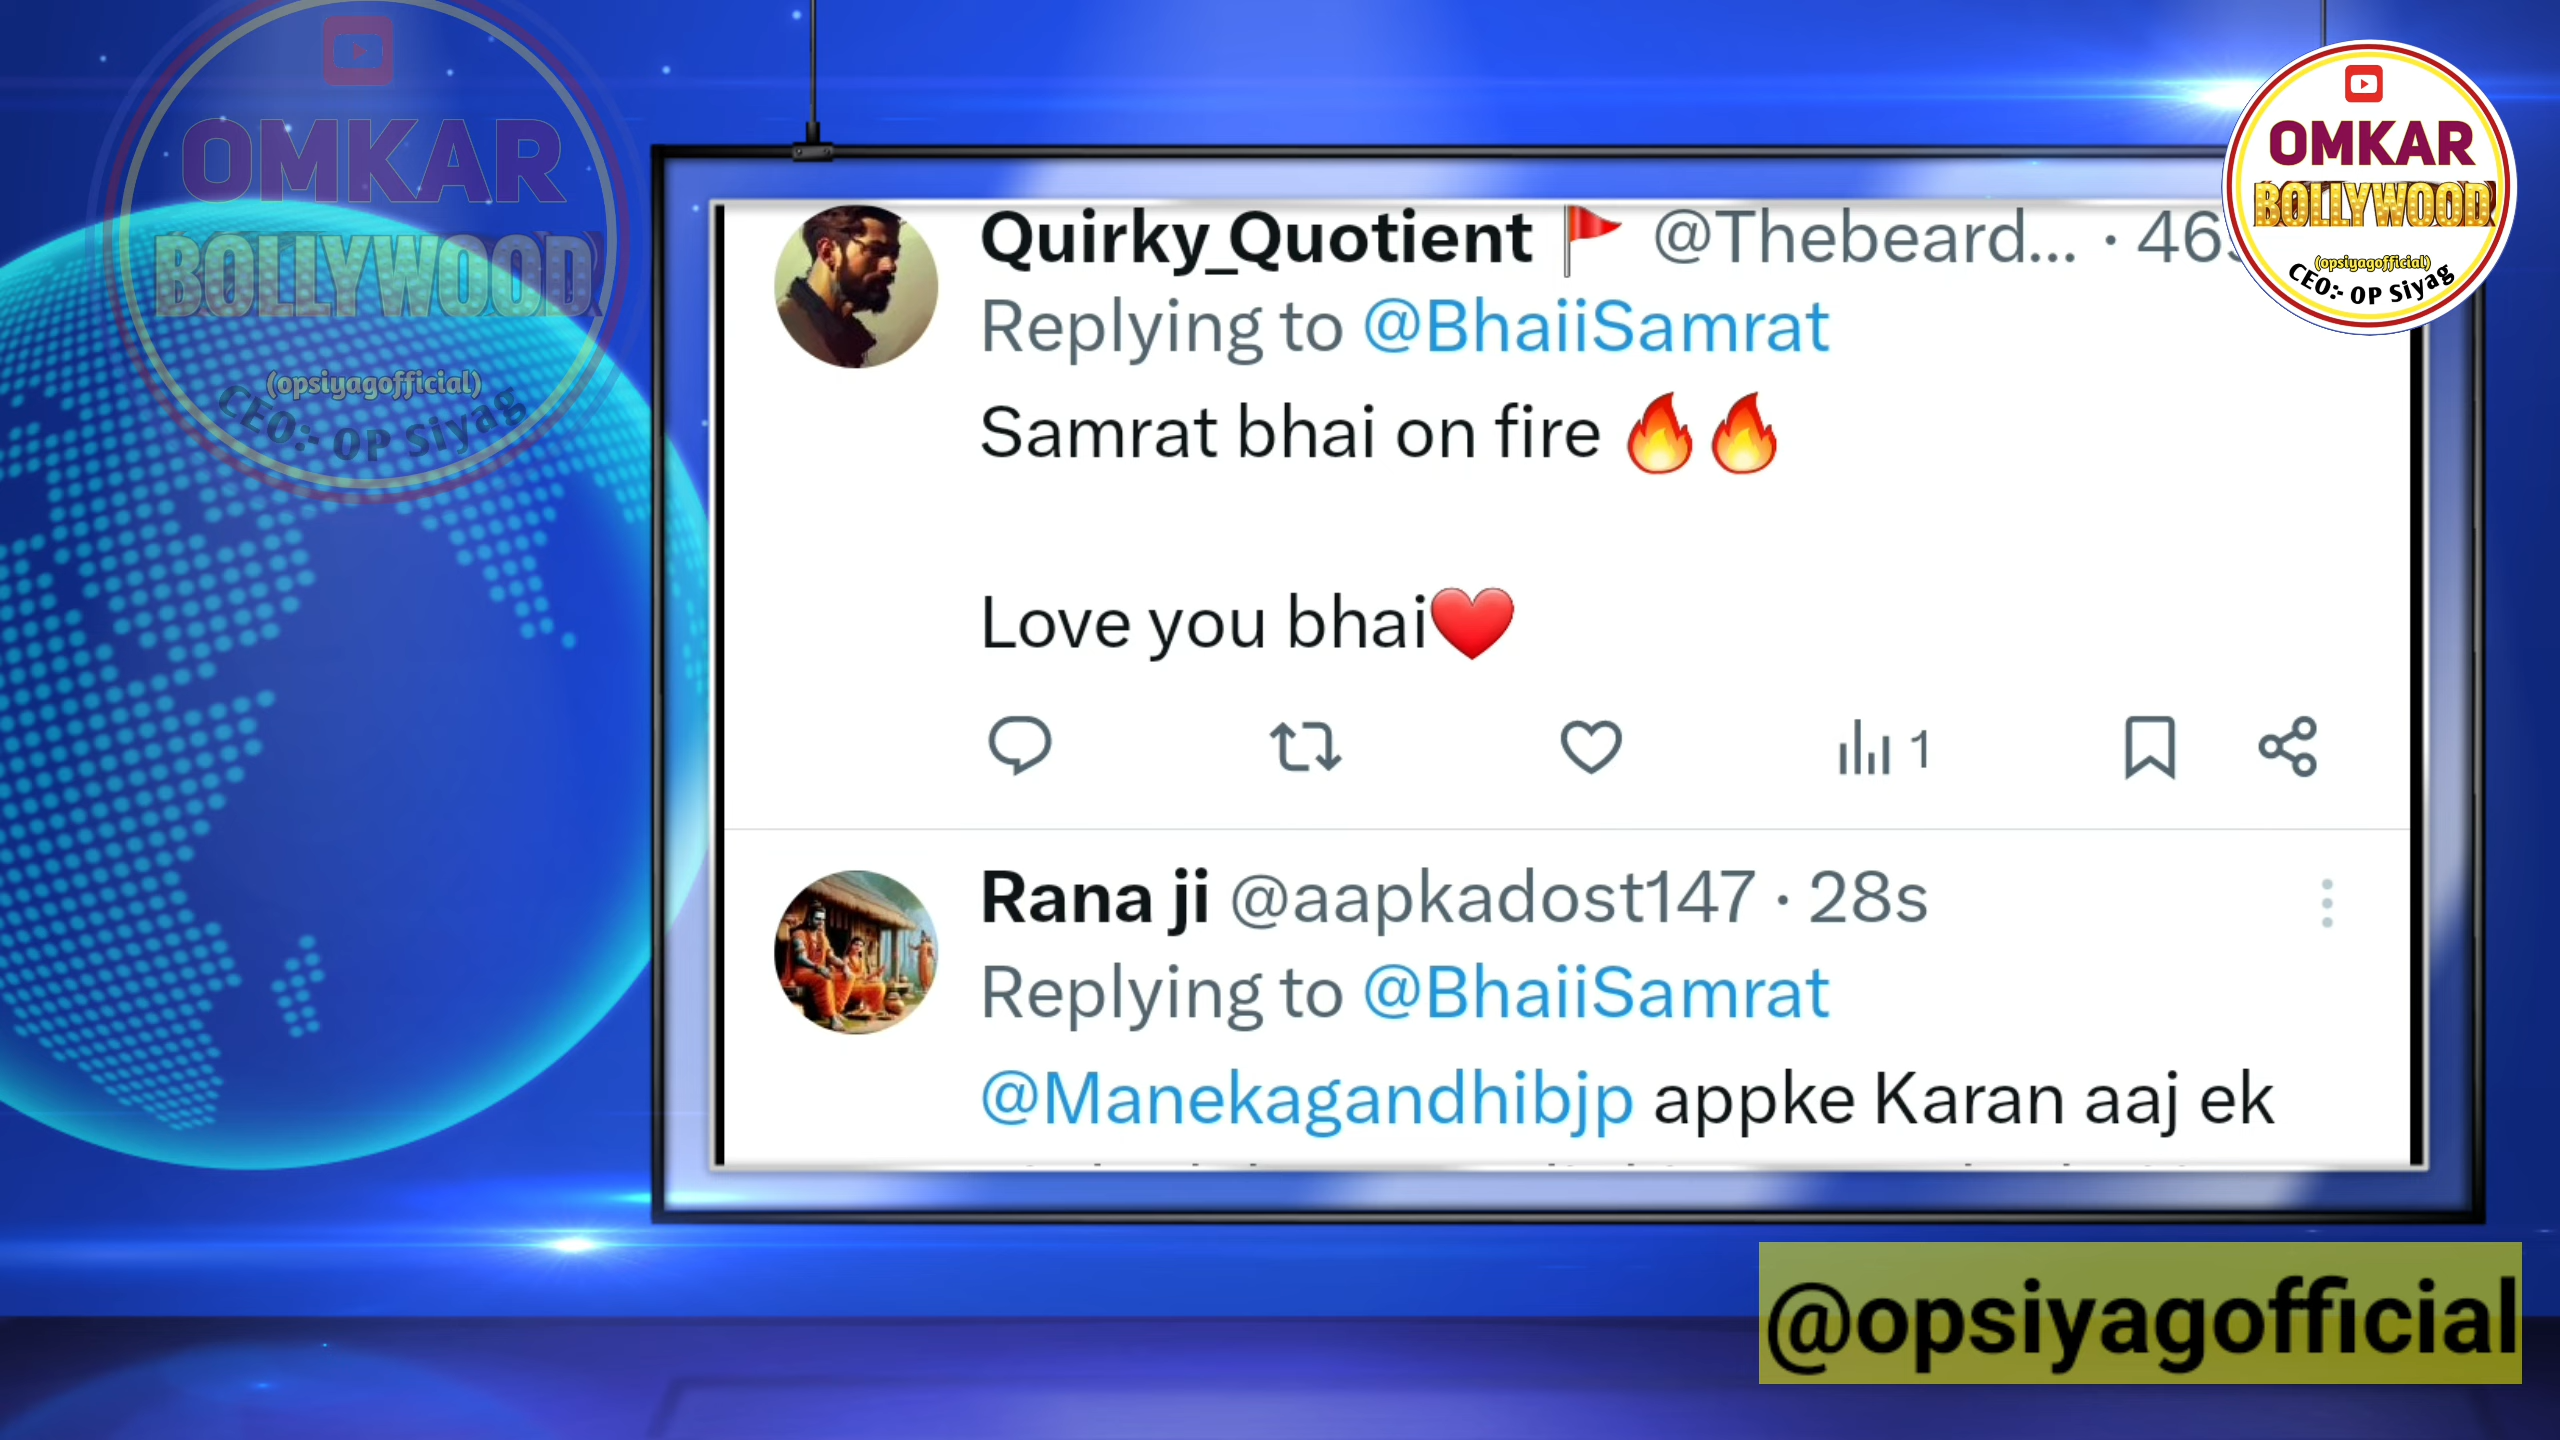 OMKAR
BOLLYWOOD
(opsiyagofficial)
CEO:- OP Siyag
OMKAR
BOLLYWOOD
(opsiyagofficial)
CEO:- OP Siyag
Quirky_Quotient 🚩 @Thebeard... · 46s
Replying to @BhaiiSamrat
Samrat bhai on fire 🔥🔥
Love you bhai❤️
1
Rana ji @aapkadost147 · 28s
Replying to @BhaiiSamrat
@Manekagandhibjp appke Karan aaj ek
@opsiyagofficial